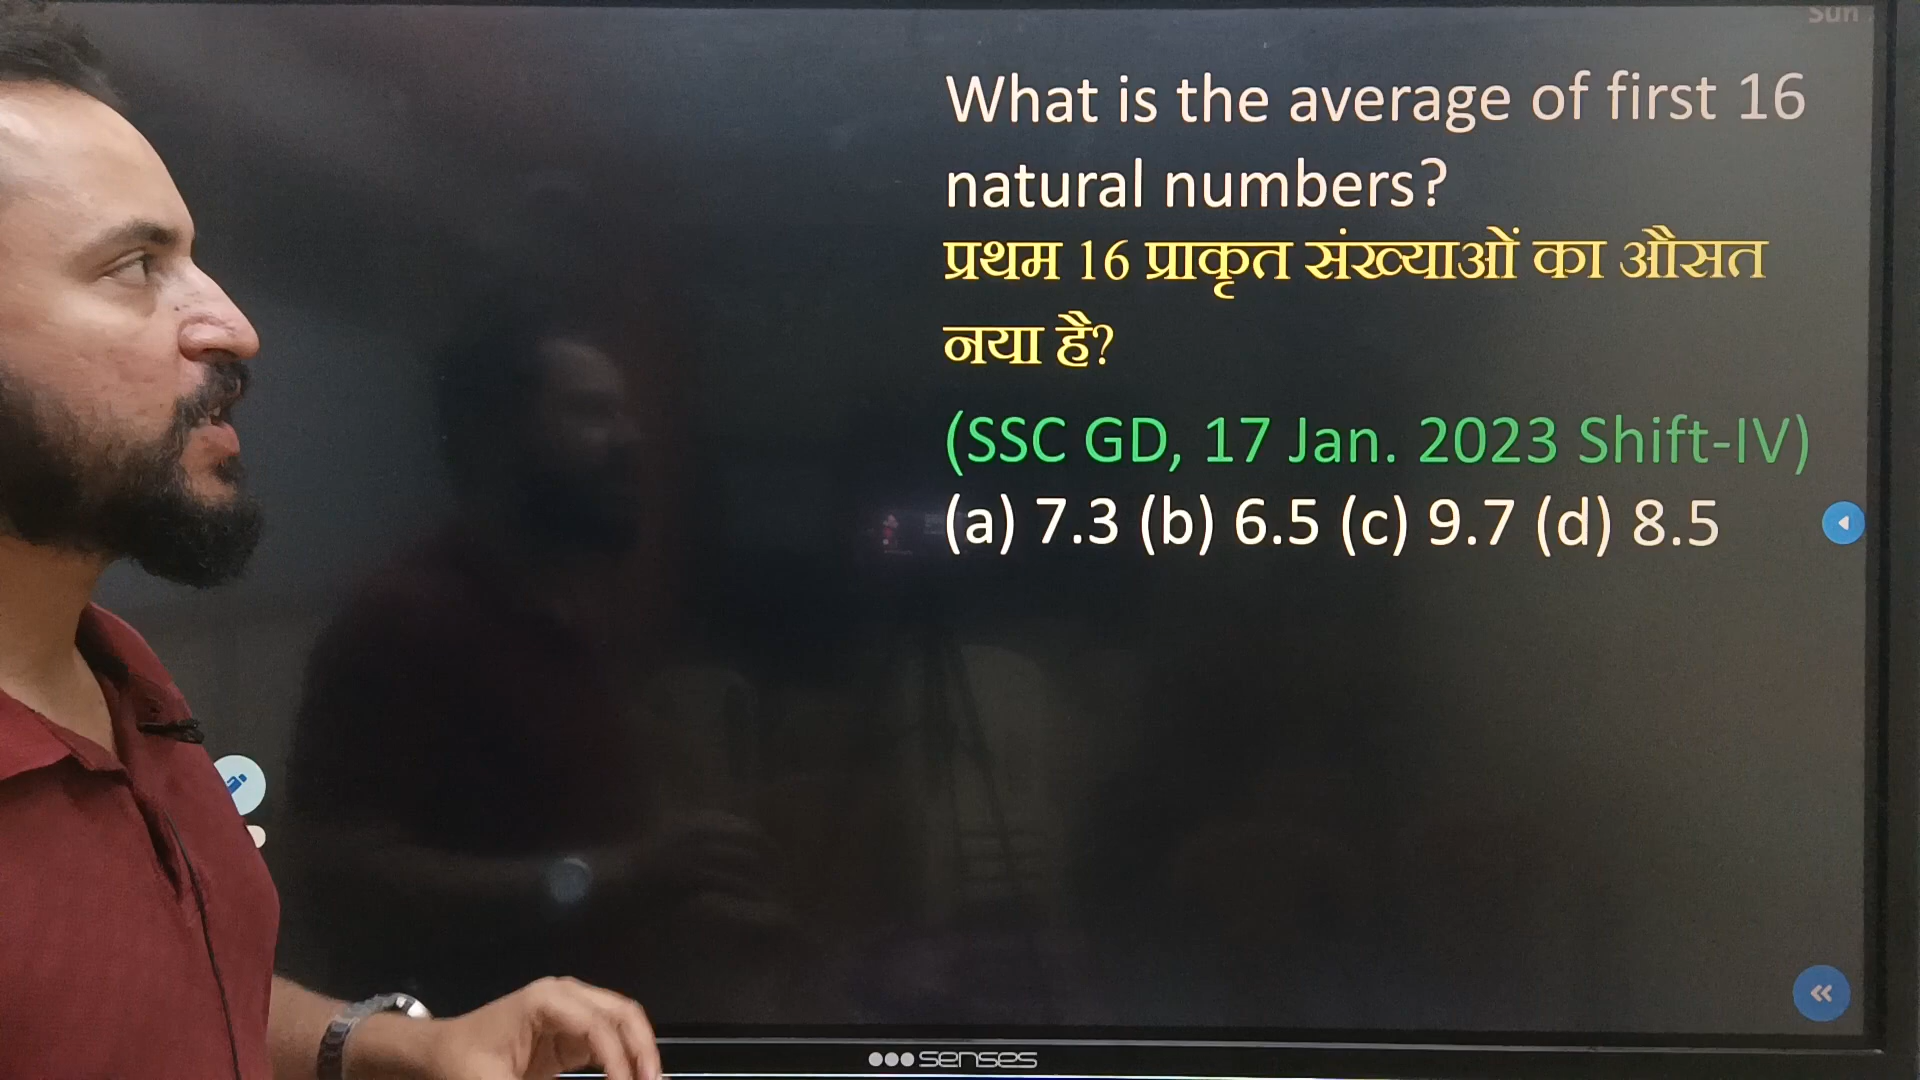 Sun
What is the average of first 16
natural numbers?
प्रथम 16 प्राकृत संख्याओं का औसत
नया है?
(SSC GD, 17 Jan. 2023 Shift-IV)
(a) 7.3 (b) 6.5 (c) 9.7 (d) 8.5
senses